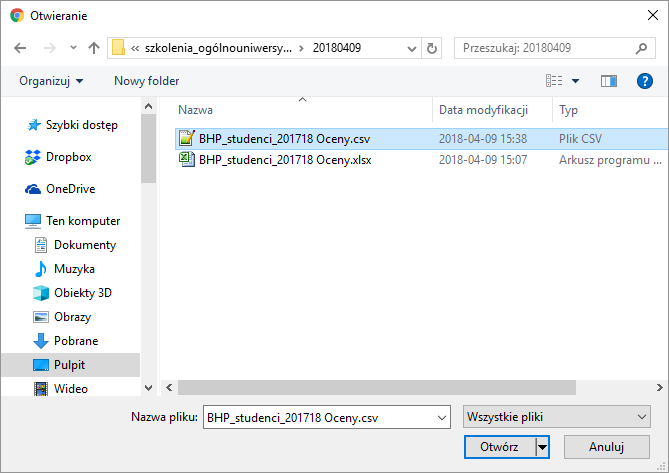 Otwieranie
« szkolenia_ogólnouniwersy... › 20180409
Przeszukaj: 20180409
Organizuj
Nowy folder
Nazwa
Data modyfikacji
Typ
Szybki dostęp
Dropbox
OneDrive
Ten komputer
Dokumenty
Muzyka
Obiekty 3D
Obrazy
Pobrane
Pulpit
Wideo
BHP_studenci_201718 Oceny.csv 2018-04-09 15:38 Plik CSV
BHP_studenci_201718 Oceny.xlsx 2018-04-09 15:07 Arkusz programu ...
Nazwa pliku:
BHP_studenci_201718 Oceny.csv
Wszystkie pliki
Otwórz
Anuluj